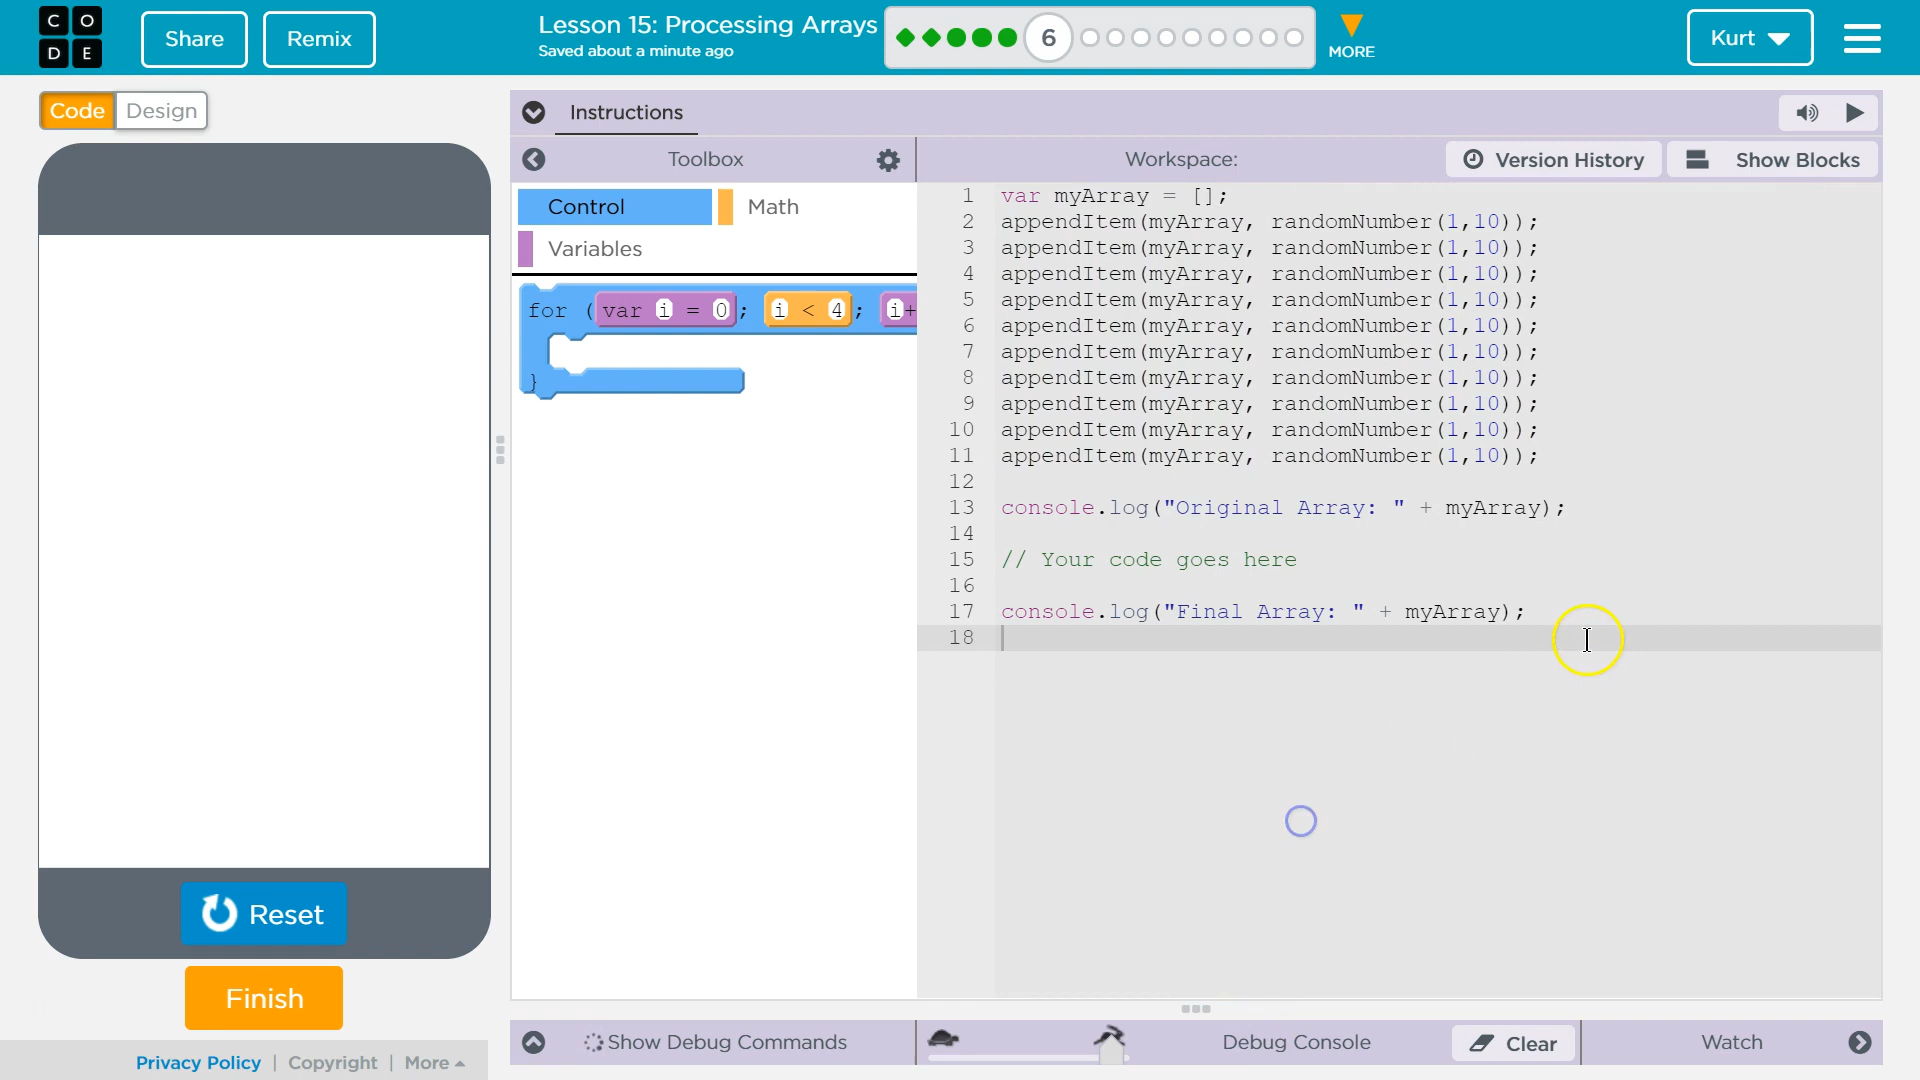 C O
D E
Share
Remix
Lesson 15: Processing Arrays
Saved about a minute ago
6
MORE
Kurt
Code
Design
Instructions
Toolbox
Workspace:
Version History
Show Blocks
Control
Math
Variables
for (var i = 0; i < 4; i+
}
1 var myArray = [];
2 appendItem(myArray, randomNumber(1,10));
3 appendItem(myArray, randomNumber(1,10));
4 appendItem(myArray, randomNumber(1,10));
5 appendItem(myArray, randomNumber(1,10));
6 appendItem(myArray, randomNumber(1,10));
7 appendItem(myArray, randomNumber(1,10));
8 appendItem(myArray, randomNumber(1,10));
9 appendItem(myArray, randomNumber(1,10));
10 appendItem(myArray, randomNumber(1,10));
11 appendItem(myArray, randomNumber(1,10));
12
13 console.log("Original Array: " + myArray);
14
15 // Your code goes here
16
17 console.log("Final Array: " + myArray);
18
Reset
Finish
Privacy Policy | Copyright | More
Show Debug Commands
Debug Console
Clear
Watch